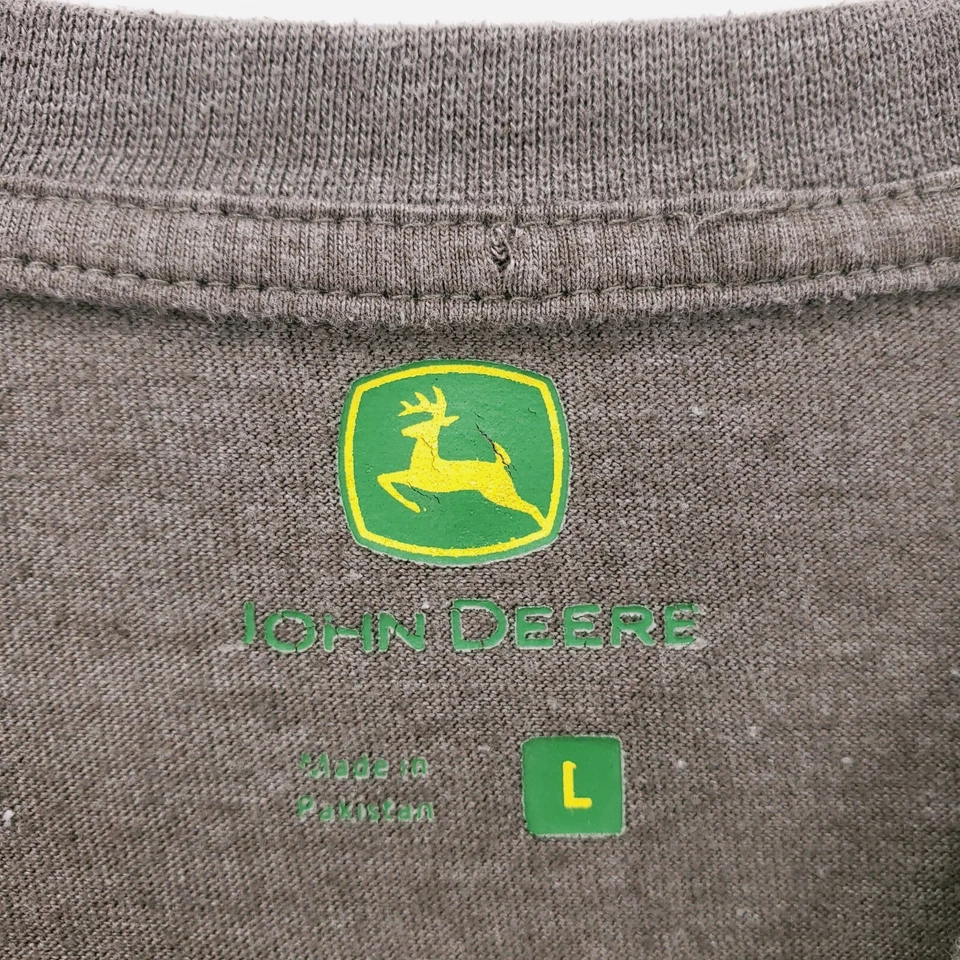 JOHN DEERE
Made in
Pakistan
L